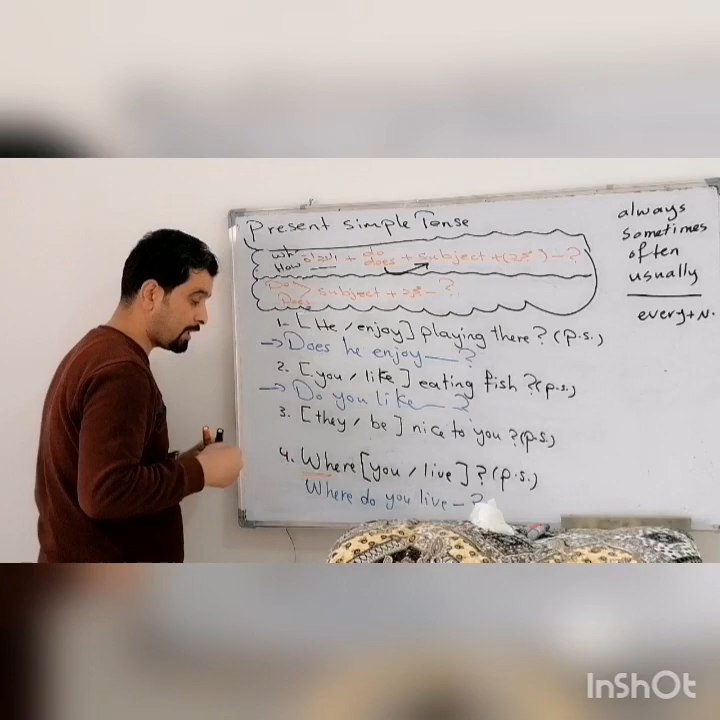 Present Simple Tense
Wh
How + do
does + subject + ( ) - ?
Do
Does > subject + - ?
1- [He / enjoy] playing there? (p.s.)
→ Does he enjoy — ?
2. [you / like] eating fish? (p.s.)
→ Do you like — ?
3. [they / be] nice to you? (p.s)
4. Where [you / live]? (p.s.)
Where do you live - ?
always
sometimes
often
usually
every + N.
InShOt